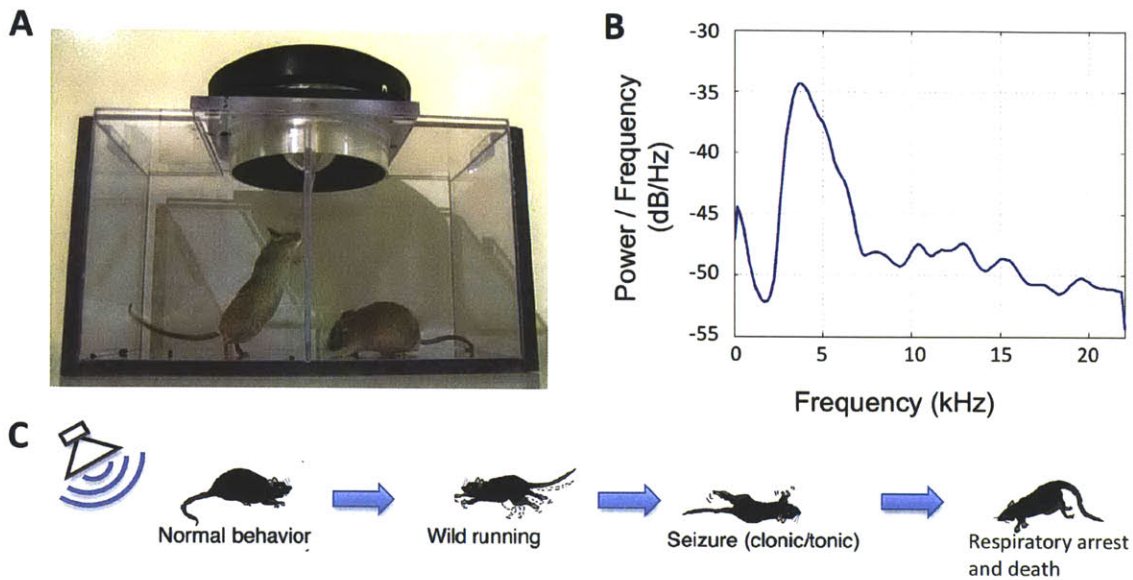 A
B
-30
-35
-40
-45
-50
-55
Power / Frequency
(dB/Hz)
0
5
10
15
20
Frequency (kHz)
C
Normal behavior
Wild running
Seizure (clonic/tonic)
Respiratory arrest
and death